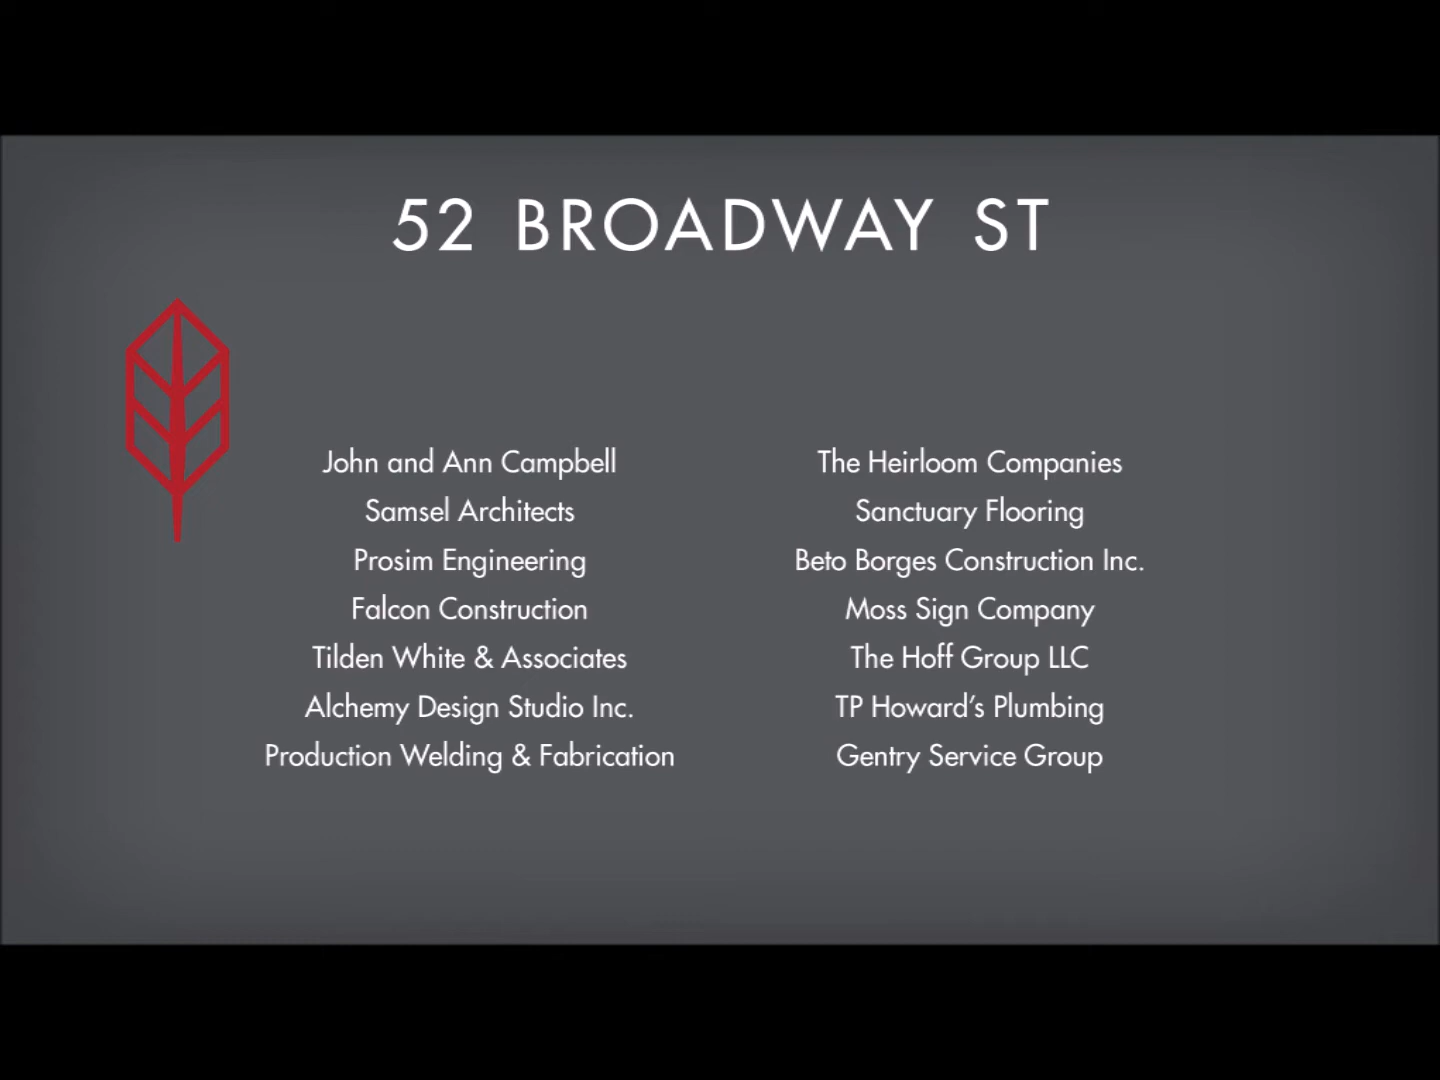 52 BROADWAY ST
John and Ann Campbell
Samsel Architects
Prosim Engineering
Falcon Construction
Tilden White & Associates
Alchemy Design Studio Inc.
Production Welding & Fabrication
The Heirloom Companies
Sanctuary Flooring
Beto Borges Construction Inc.
Moss Sign Company
The Hoff Group LLC
TP Howard’s Plumbing
Gentry Service Group